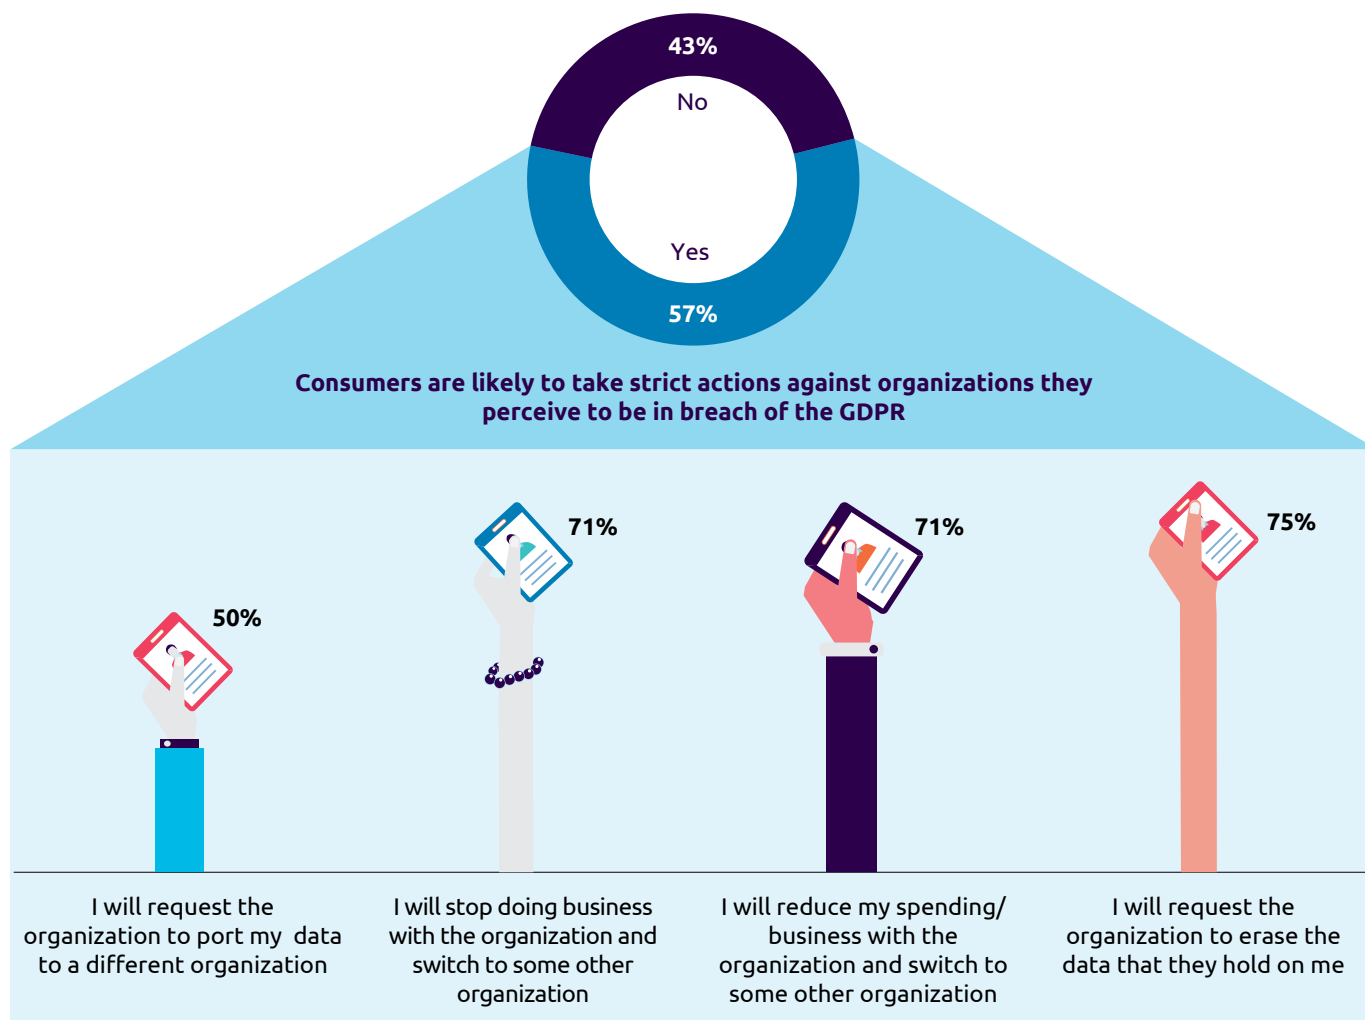 43%
No
Yes
57%
Consumers are likely to take strict actions against organizations they
perceive to be in breach of the GDPR
50%
71%
71%
75%
I will request the
organization to port my data
to a different organization
I will stop doing business
with the organization and
switch to some other
organization
I will reduce my spending/
business with the
organization and switch to
some other organization
I will request the
organization to erase the
data that they hold on me